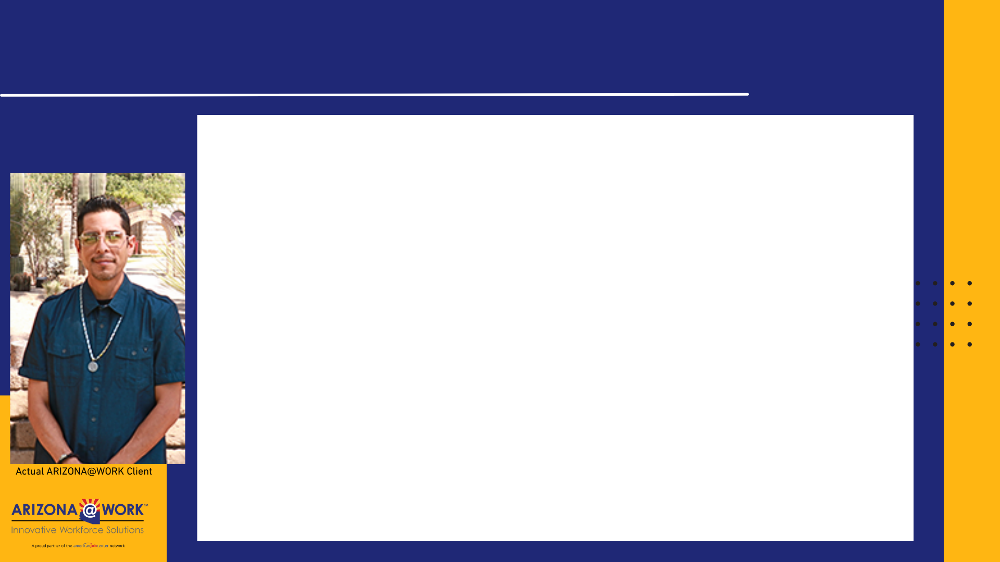 Actual ARIZONA@WORK Client
ARIZONA@WORK™
Innovative Workforce Solutions
A proud partner of the americanjobcenter network